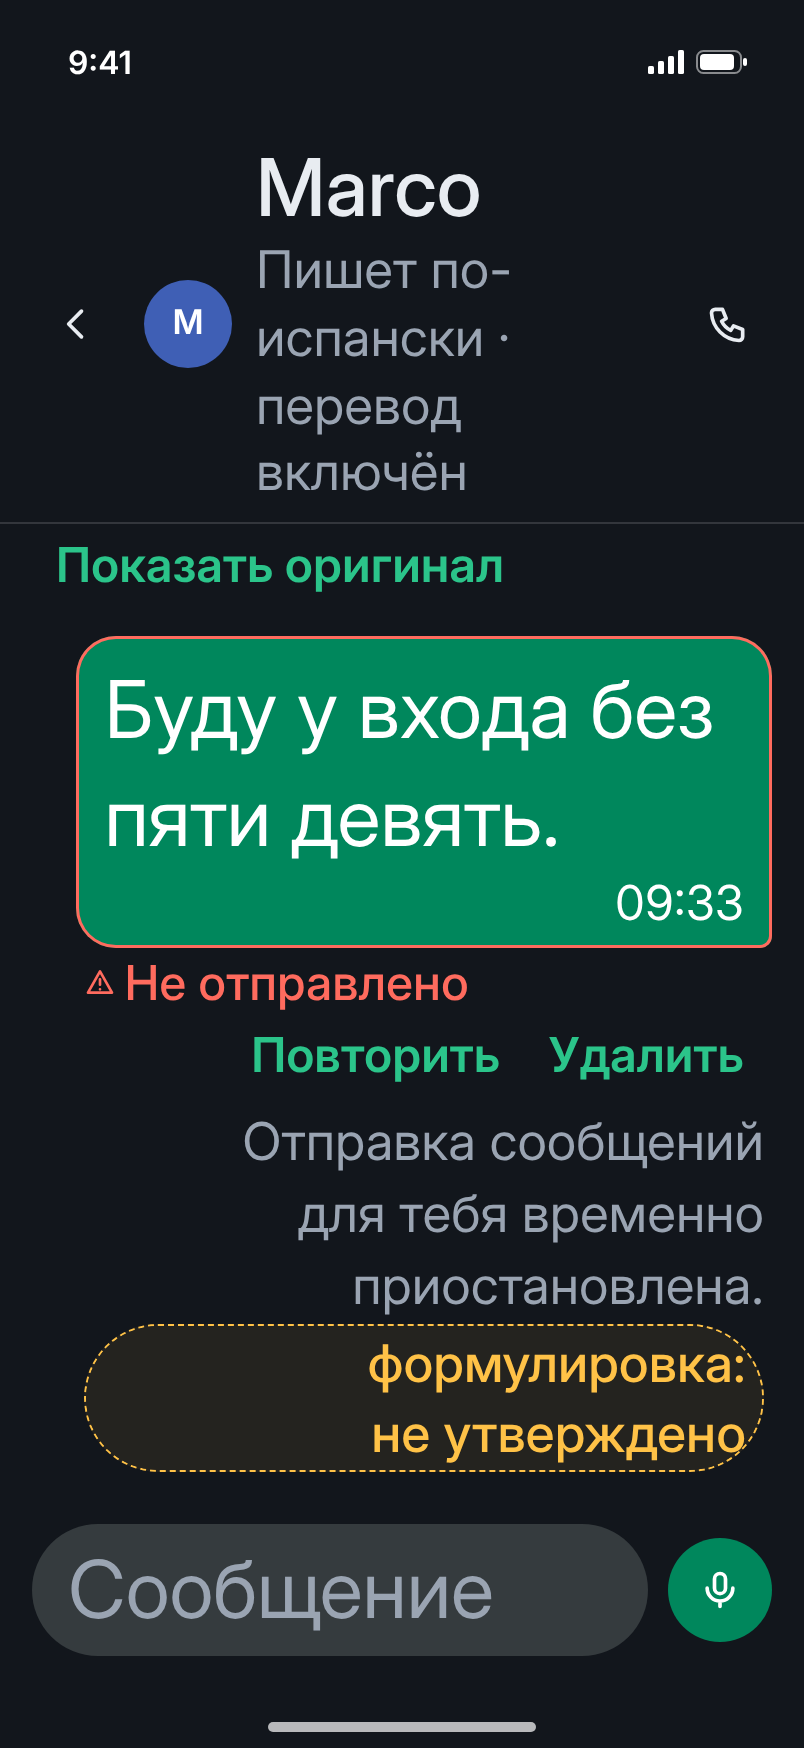 9:41
Marco
Пишет по-
испански ·
перевод
включён
M
Показать оригинал
Буду у входа без
пяти девять.
09:33
Не отправлено
Повторить Удалить
Отправка сообщений
для тебя временно
приостановлена.
формулировка:
не утверждено
Сообщение